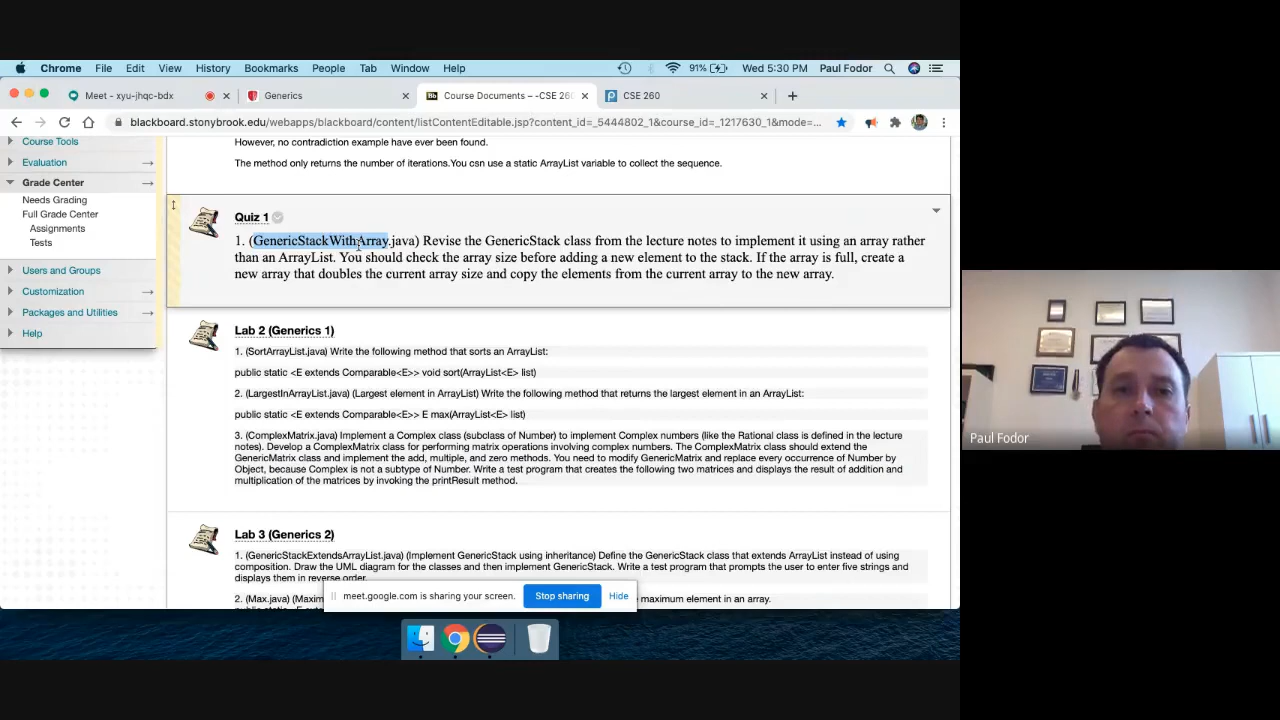 Chrome File Edit View History Bookmarks People Tab Window Help 91% Wed 5:30 PM Paul Fodor
Meet - xyu-jhqc-bdx
Generics
Course Documents – -CSE 260
CSE 260
blackboard.stonybrook.edu/webapps/blackboard/content/listContentEditable.jsp?content_id=_5444802_1&course_id=_1217630_1&mode=...
Course Tools
Evaluation
Grade Center
Needs Grading
Full Grade Center
Assignments
Tests
Users and Groups
Customization
Packages and Utilities
Help
However, no contradiction example have ever been found.
The method only returns the number of iterations.You csn use a static ArrayList variable to collect the sequence.
Quiz 1
1. (GenericStackWithArray.java) Revise the GenericStack class from the lecture notes to implement it using an array rather
than an ArrayList. You should check the array size before adding a new element to the stack. If the array is full, create a
new array that doubles the current array size and copy the elements from the current array to the new array.
Lab 2 (Generics 1)
1. (SortArrayList.java) Write the following method that sorts an ArrayList:
public static <E extends Comparable<E>> void sort(ArrayList<E> list)
2. (LargestInArrayList.java) (Largest element in ArrayList) Write the following method that returns the largest element in an ArrayList:
public static <E extends Comparable<E>> E max(ArrayList<E> list)
3. (ComplexMatrix.java) Implement a Complex class (subclass of Number) to implement Complex numbers (like the Rational class is defined in the lecture
notes). Develop a ComplexMatrix class for performing matrix operations involving complex numbers. The ComplexMatrix class should extend the
GenericMatrix class and implement the add, multiple, and zero methods. You need to modify GenericMatrix and replace every occurrence of Number by
Object, because Complex is not a subtype of Number. Write a test program that creates the following two matrices and displays the result of addition and
multiplication of the matrices by invoking the printResult method.
Lab 3 (Generics 2)
1. (GenericStackExtendsArrayList.java) (Implement GenericStack using inheritance) Define the GenericStack class that extends ArrayList instead of using
composition. Draw the UML diagram for the classes and then implement GenericStack. Write a test program that prompts the user to enter five strings and
displays them in reverse order.
2. (Max.java) (Maxim
maximum element in an array.
meet.google.com is sharing your screen.
Stop sharing
Hide
Paul Fodor